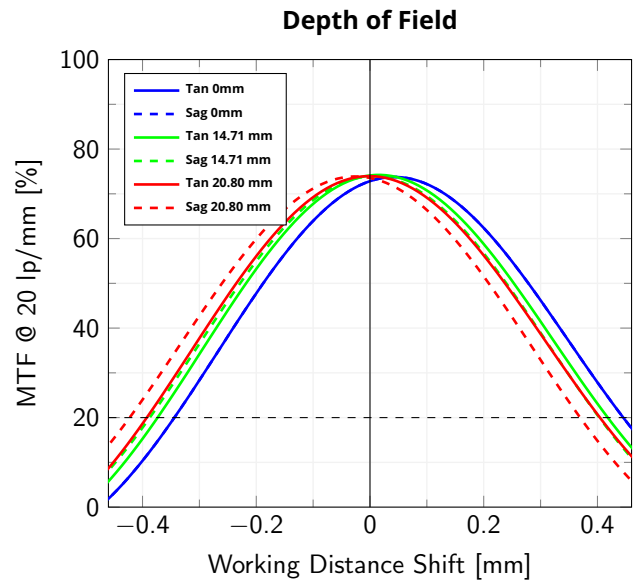 Depth of Field
100
80
60
40
20
0
MTF @ 20 lp/mm [%]
Tan 0mm
Sag 0mm
Tan 14.71 mm
Sag 14.71 mm
Tan 20.80 mm
Sag 20.80 mm
−0.4 −0.2 0 0.2 0.4
Working Distance Shift [mm]